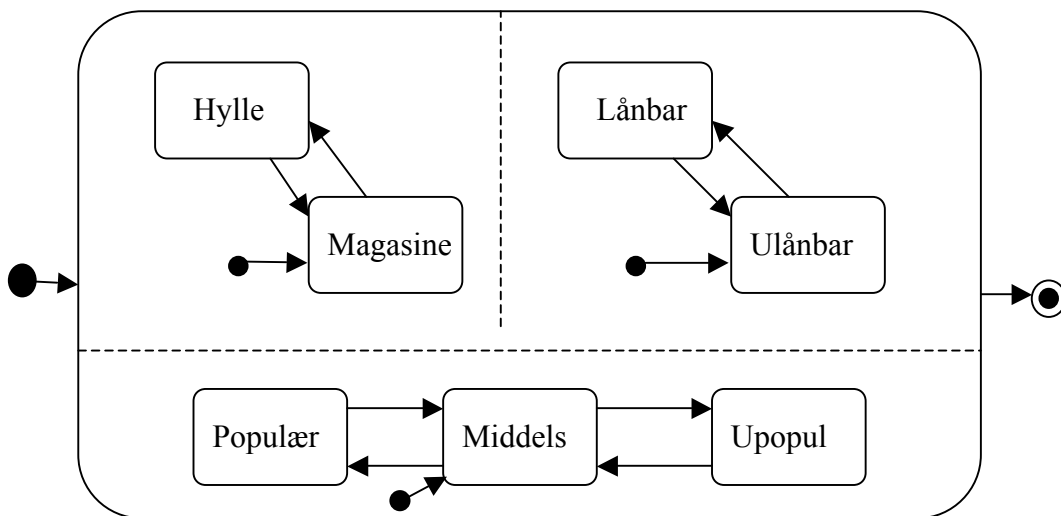 Hylle
Lånbar
Magasine
Ulånbar
Populær
Middels
Upopul